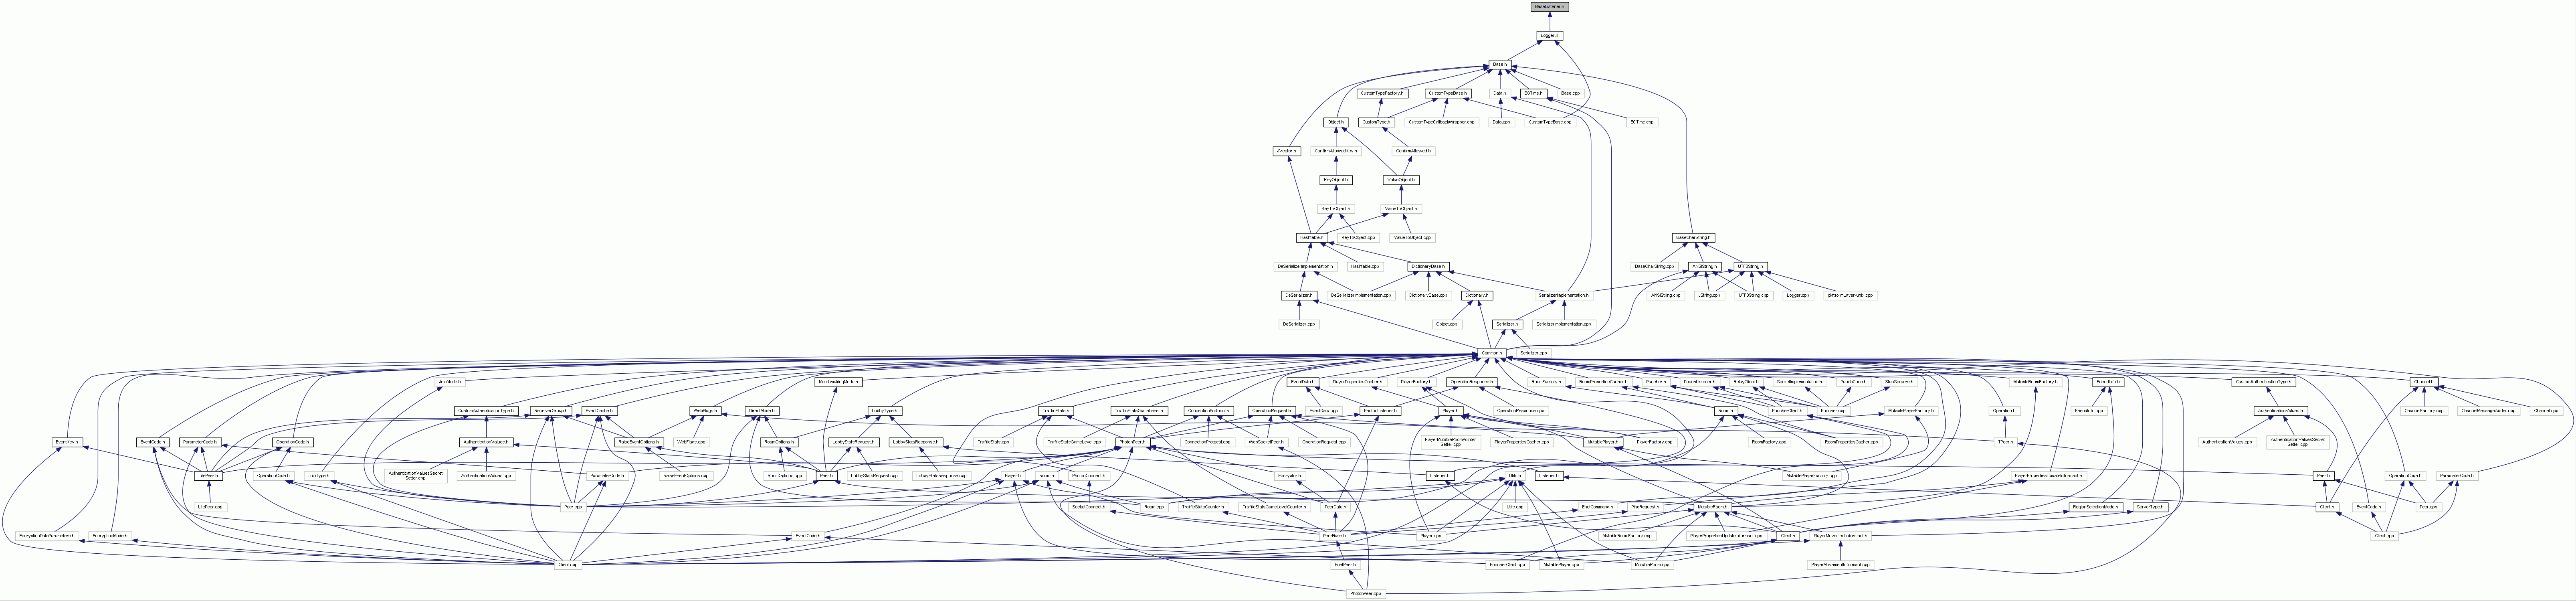 BaseListener.h
Logger.h
Base.h
CustomTypeFactory.h
CustomTypeBase.h
Data.h
EGTime.h
Base.cpp
Object.h
CustomType.h
CustomTypeCallbackWrapper.cpp
Data.cpp
CustomTypeBase.cpp
EGTime.cpp
JVector.h
ConfirmAllowedKey.h
ConfirmAllowed.h
KeyObject.h
ValueObject.h
KeyToObject.h
ValueToObject.h
Hashtable.h
KeyToObject.cpp
ValueToObject.cpp
BaseCharString.h
DeSerializerImplementation.h
Hashtable.cpp
DictionaryBase.h
BaseCharString.cpp
ANSIString.h
UTF8String.h
DeSerializer.h
DeSerializerImplementation.cpp
DictionaryBase.cpp
Dictionary.h
SerializerImplementation.h
ANSIString.cpp
JString.cpp
UTF8String.cpp
Logger.cpp
platformLayer-unix.cpp
DeSerializer.cpp
Object.cpp
Serializer.h
SerializerImplementation.cpp
Common.h
Serializer.cpp
JoinMode.h
MatchmakingMode.h
EventData.h
PlayerPropertiesCacher.h
PlayerFactory.h
OperationResponse.h
RoomFactory.h
RoomPropertiesCacher.h
Puncher.h
PunchListener.h
RelayClient.h
SocketImplementation.h
PunchConn.h
StunServers.h
MutableRoomFactory.h
FriendInfo.h
CustomAuthenticationType.h
Channel.h
CustomAuthenticationType.h
ReceiverGroup.h
EventCache.h
WebFlags.h
DirectMode.h
LobbyType.h
TrafficStats.h
TrafficStatsGameLevel.h
ConnectionProtocol.h
OperationRequest.h
EventData.cpp
PhotonListener.h
Player.h
OperationResponse.cpp
Room.h
PuncherClient.h
Puncher.cpp
MutablePlayerFactory.h
Operation.h
FriendInfo.cpp
AuthenticationValues.h
ChannelFactory.cpp
ChannelMessageAdder.cpp
Channel.cpp
EventKey.h
EventCode.h
ParameterCode.h
OperationCode.h
AuthenticationValues.h
RaiseEventOptions.h
WebFlags.cpp
RoomOptions.h
LobbyStatsRequest.h
LobbyStatsResponse.h
TrafficStats.cpp
TrafficStatsGameLevel.cpp
PhotonPeer.h
ConnectionProtocol.cpp
WebSocketPeer.h
OperationRequest.cpp
PlayerMutableRoomPointer
Setter.cpp
PlayerPropertiesCacher.cpp
MutablePlayer.h
PlayerFactory.cpp
RoomFactory.cpp
RoomPropertiesCacher.cpp
TPeer.h
AuthenticationValues.cpp
AuthenticationValuesSecret
Setter.cpp
LitePeer.h
OperationCode.h
JoinType.h
AuthenticationValuesSecret
Setter.cpp
AuthenticationValues.cpp
ParameterCode.h
RaiseEventOptions.cpp
RoomOptions.cpp
Peer.h
LobbyStatsRequest.cpp
LobbyStatsResponse.cpp
Player.h
Room.h
PhotonConnect.h
Encryptor.h
Listener.h
Utils.h
Listener.h
MutablePlayerFactory.cpp
PlayerPropertiesUpdateInformant.h
Peer.h
OperationCode.h
ParameterCode.h
LitePeer.cpp
Peer.cpp
SocketConnect.h
Room.cpp
TrafficStatsCounter.h
TrafficStatsGameLevelCounter.h
PeerData.h
Utils.cpp
EnetCommand.h
PingRequest.h
MutableRoom.h
RegionSelectionMode.h
ServerType.h
Client.h
EventCode.h
Peer.cpp
EncryptionDataParameters.h
EncryptionMode.h
EventCode.h
PeerBase.h
Player.cpp
MutableRoomFactory.cpp
PlayerPropertiesUpdateInformant.cpp
Client.h
PlayerMovementInformant.h
Client.cpp
Client.cpp
EnetPeer.h
PuncherClient.cpp
MutablePlayer.cpp
MutableRoom.cpp
PlayerMovementInformant.cpp
PhotonPeer.cpp